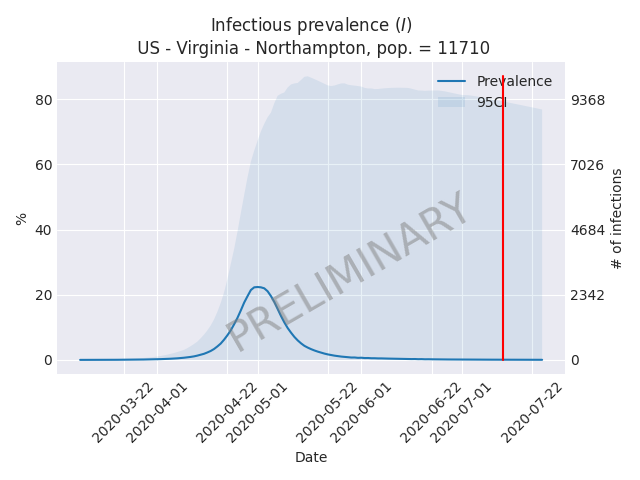 Infectious prevalence (I)
US - Virginia - Northampton, pop. = 11710
Prevalence
95CI
80
60
40
20
0
%
9368
7026
4684
2342
0
# of infections
PRELIMINARY
2020-03-22
2020-04-01
2020-04-22
2020-05-01
2020-05-22
2020-06-01
2020-06-22
2020-07-01
2020-07-22
Date